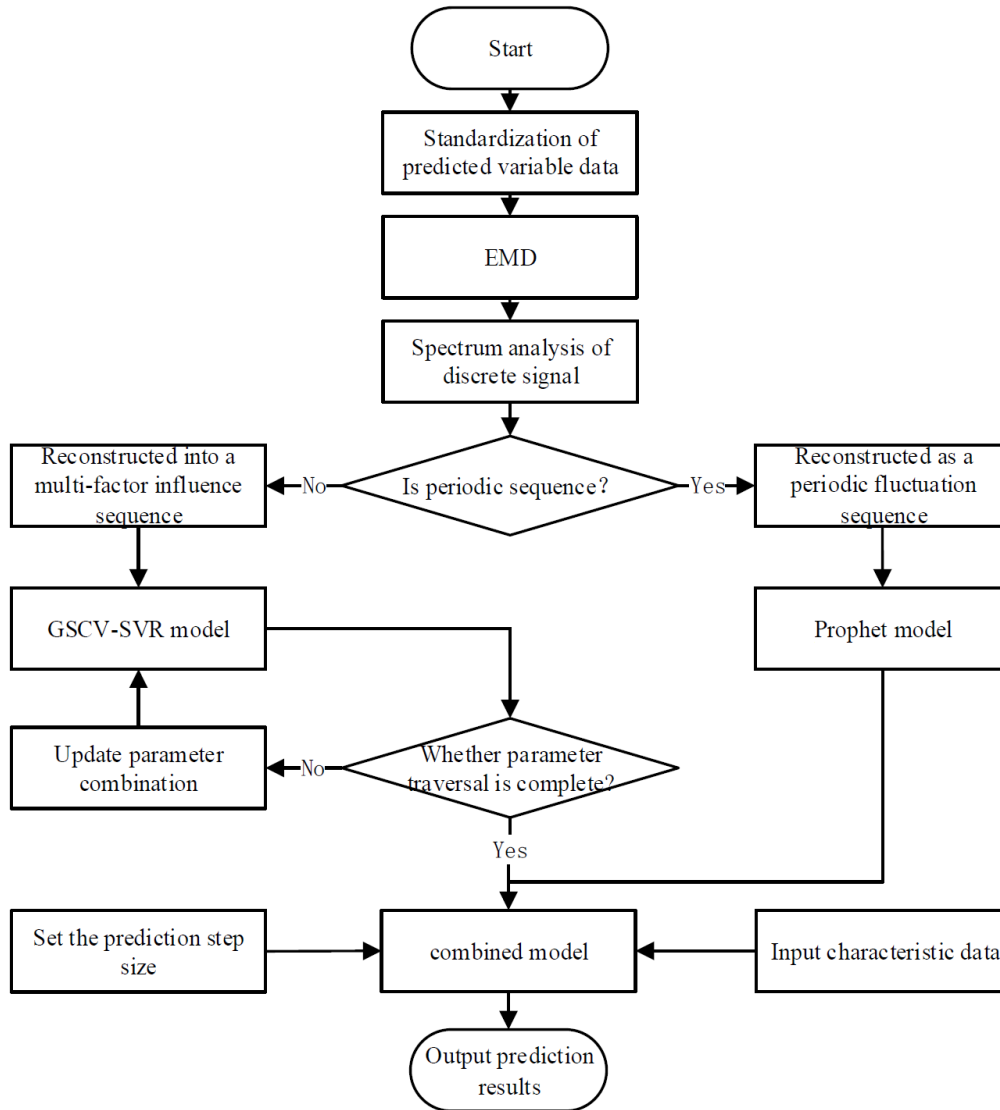 Start
Standardization of
predicted variable data
EMD
Spectrum analysis of
discrete signal
Reconstructed into a
multi-factor influence
sequence
No
Is periodic sequence?
Yes
Reconstructed as a
periodic fluctuation
sequence
GSCV-SVR model
Prophet model
Update parameter
combination
No
Whether parameter
traversal is complete?
Yes
Set the prediction step
size
combined model
Input characteristic data
Output prediction
results